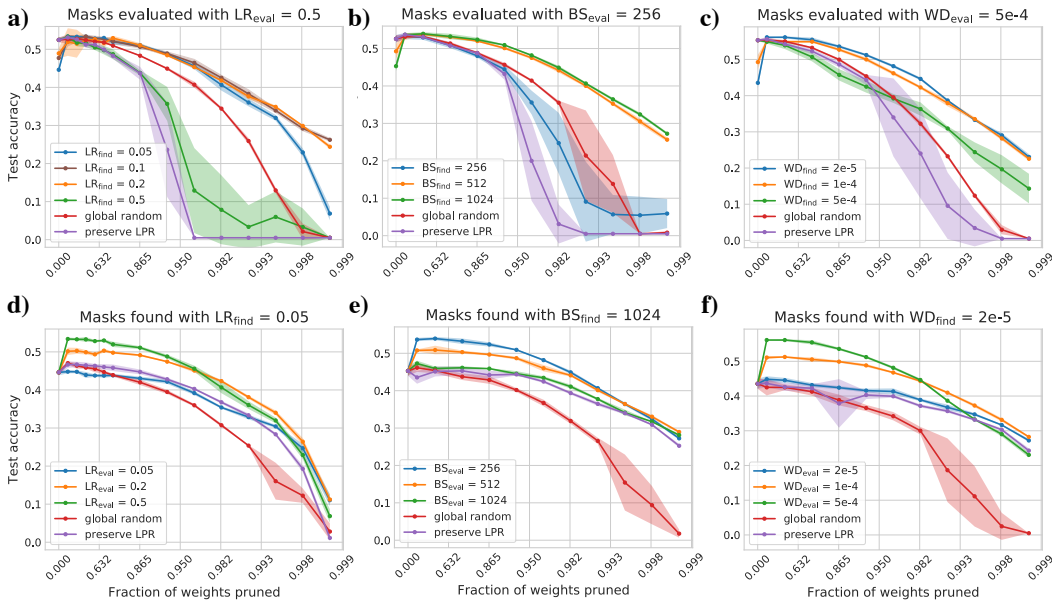 a)
Masks evaluated with LR_eval = 0.5
Test accuracy
0.5
0.4
0.3
0.2
0.1
0.0
LR_find = 0.05
LR_find = 0.1
LR_find = 0.2
LR_find = 0.5
global random
preserve LPR
0.000 0.632 0.865 0.950 0.982 0.993 0.998 0.999
b)
Masks evaluated with BS_eval = 256
0.5
0.4
0.3
0.2
0.1
0.0
BS_find = 256
BS_find = 512
BS_find = 1024
global random
preserve LPR
0.000 0.632 0.865 0.950 0.982 0.993 0.998 0.999
c)
Masks evaluated with WD_eval = 5e-4
0.6
0.5
0.4
0.3
0.2
0.1
0.0
WD_find = 2e-5
WD_find = 1e-4
WD_find = 5e-4
global random
preserve LPR
0.000 0.632 0.865 0.950 0.982 0.993 0.998 0.999
d)
Masks found with LR_find = 0.05
Test accuracy
0.5
0.4
0.3
0.2
0.1
0.0
LR_eval = 0.05
LR_eval = 0.2
LR_eval = 0.5
global random
preserve LPR
0.000 0.632 0.865 0.950 0.982 0.993 0.998 0.999
Fraction of weights pruned
e)
Masks found with BS_find = 1024
0.5
0.4
0.3
0.2
0.1
0.0
BS_eval = 256
BS_eval = 512
BS_eval = 1024
global random
preserve LPR
0.000 0.632 0.865 0.950 0.982 0.993 0.998 0.999
Fraction of weights pruned
f)
Masks found with WD_find = 2e-5
0.6
0.5
0.4
0.3
0.2
0.1
0.0
WD_eval = 2e-5
WD_eval = 1e-4
WD_eval = 5e-4
global random
preserve LPR
0.000 0.632 0.865 0.950 0.982 0.993 0.998 0.999
Fraction of weights pruned